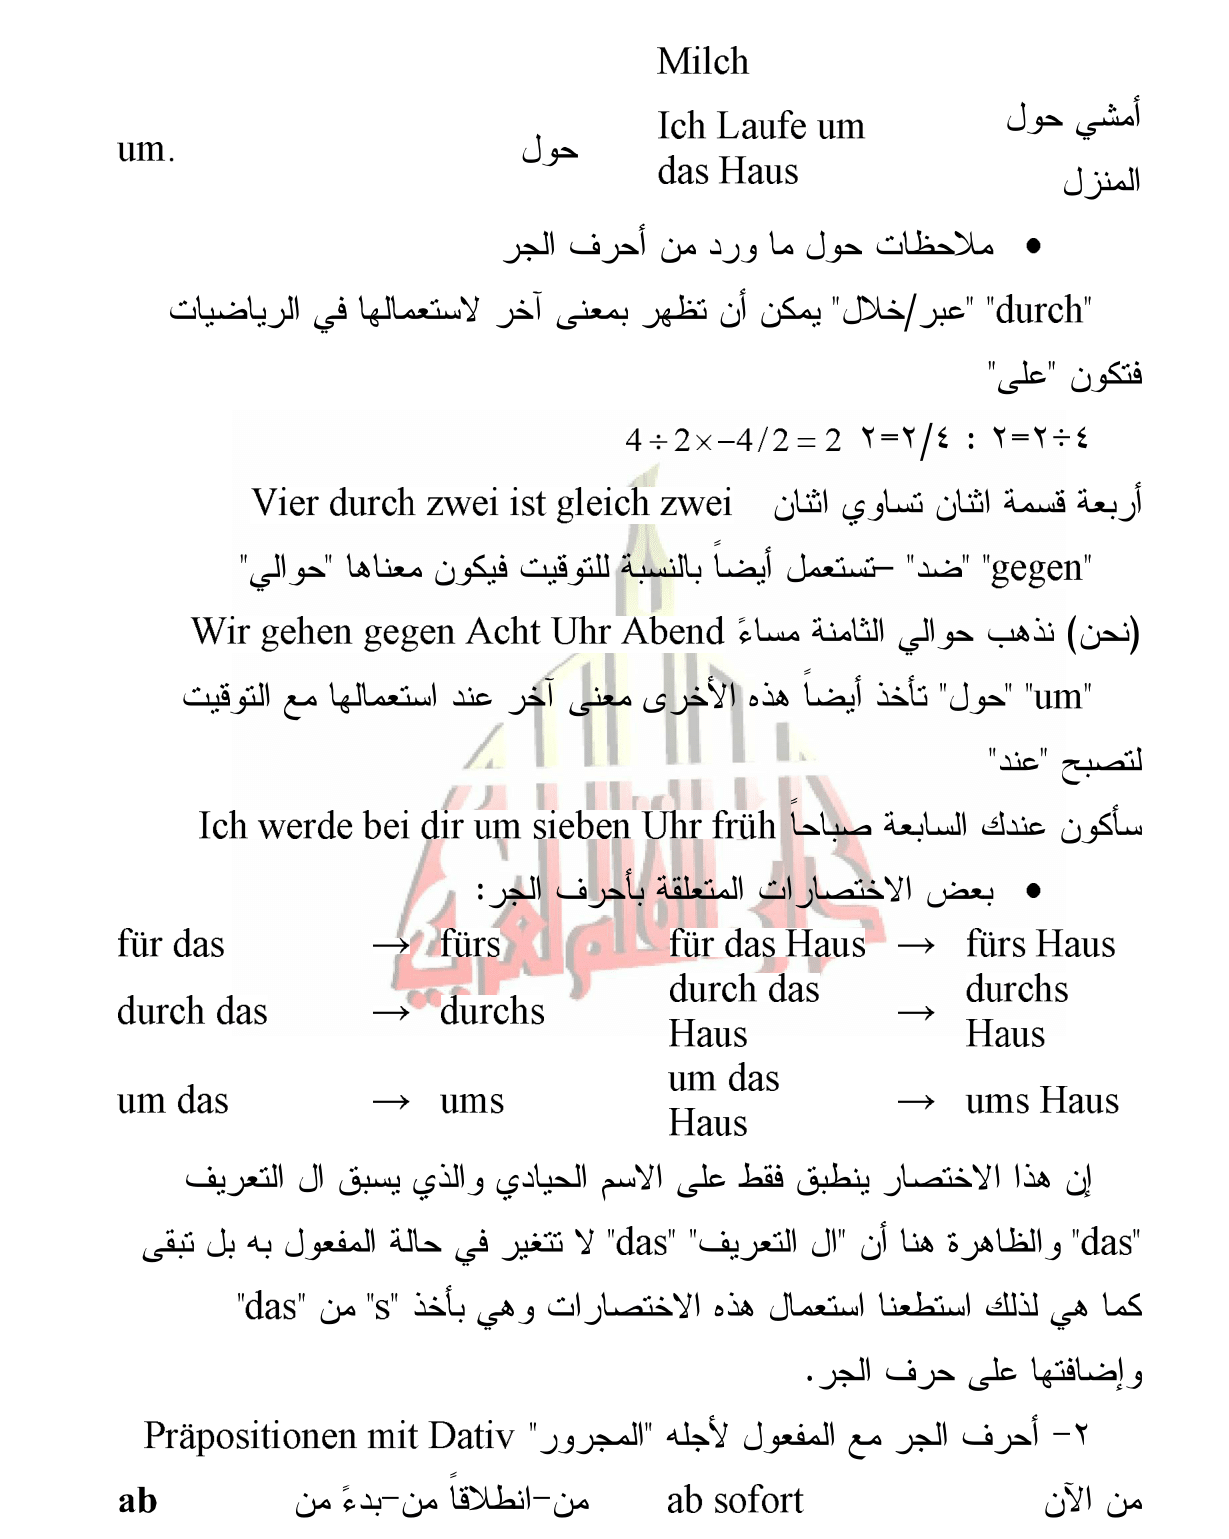 Milch
um. حول Ich Laufe um das Haus أمشي حول المنزل
• ملاحظات حول ما ورد من أحرف الجر
"durch" "عبر/خلال" يمكن أن تظهر بمعنى آخر لاستعمالها في الرياضيات
فتكون "على"
٤÷٢=٢ : ٤/٢=٢ 4÷2×−4/2=2
أربعة قسمة اثنان تساوي اثنان Vier durch zwei ist gleich zwei
"gegen" "ضد" –تستعمل أيضاً بالنسبة للتوقيت فيكون معناها "حوالي"
(نحن) نذهب حوالي الثامنة مساءً Wir gehen gegen Acht Uhr Abend
"um" "حول" تأخذ أيضاً هذه الأخرى معنى آخر عند استعمالها مع التوقيت
لتصبح "عند"
سأكون عندك السابعة صباحاً Ich werde bei dir um sieben Uhr früh
• بعض الاختصارات المتعلقة بأحرف الجر:
für das → fürs für das Haus → fürs Haus
durch das → durchs durch das Haus → durchs Haus
um das → ums um das Haus → ums Haus
إن هذا الاختصار ينطبق فقط على الاسم الحيادي والذي يسبق ال التعريف
"das" والظاهرة هنا أن "ال التعريف" "das" لا تتغير في حالة المفعول به بل تبقى
كما هي لذلك استطعنا استعمال هذه الاختصارات وهي بأخذ "s" من "das"
وإضافتها على حرف الجر.
٢– أحرف الجر مع المفعول لأجله "المجرور" Präpositionen mit Dativ
ab من–انطلاقاً من–بدءً من ab sofort من الآن